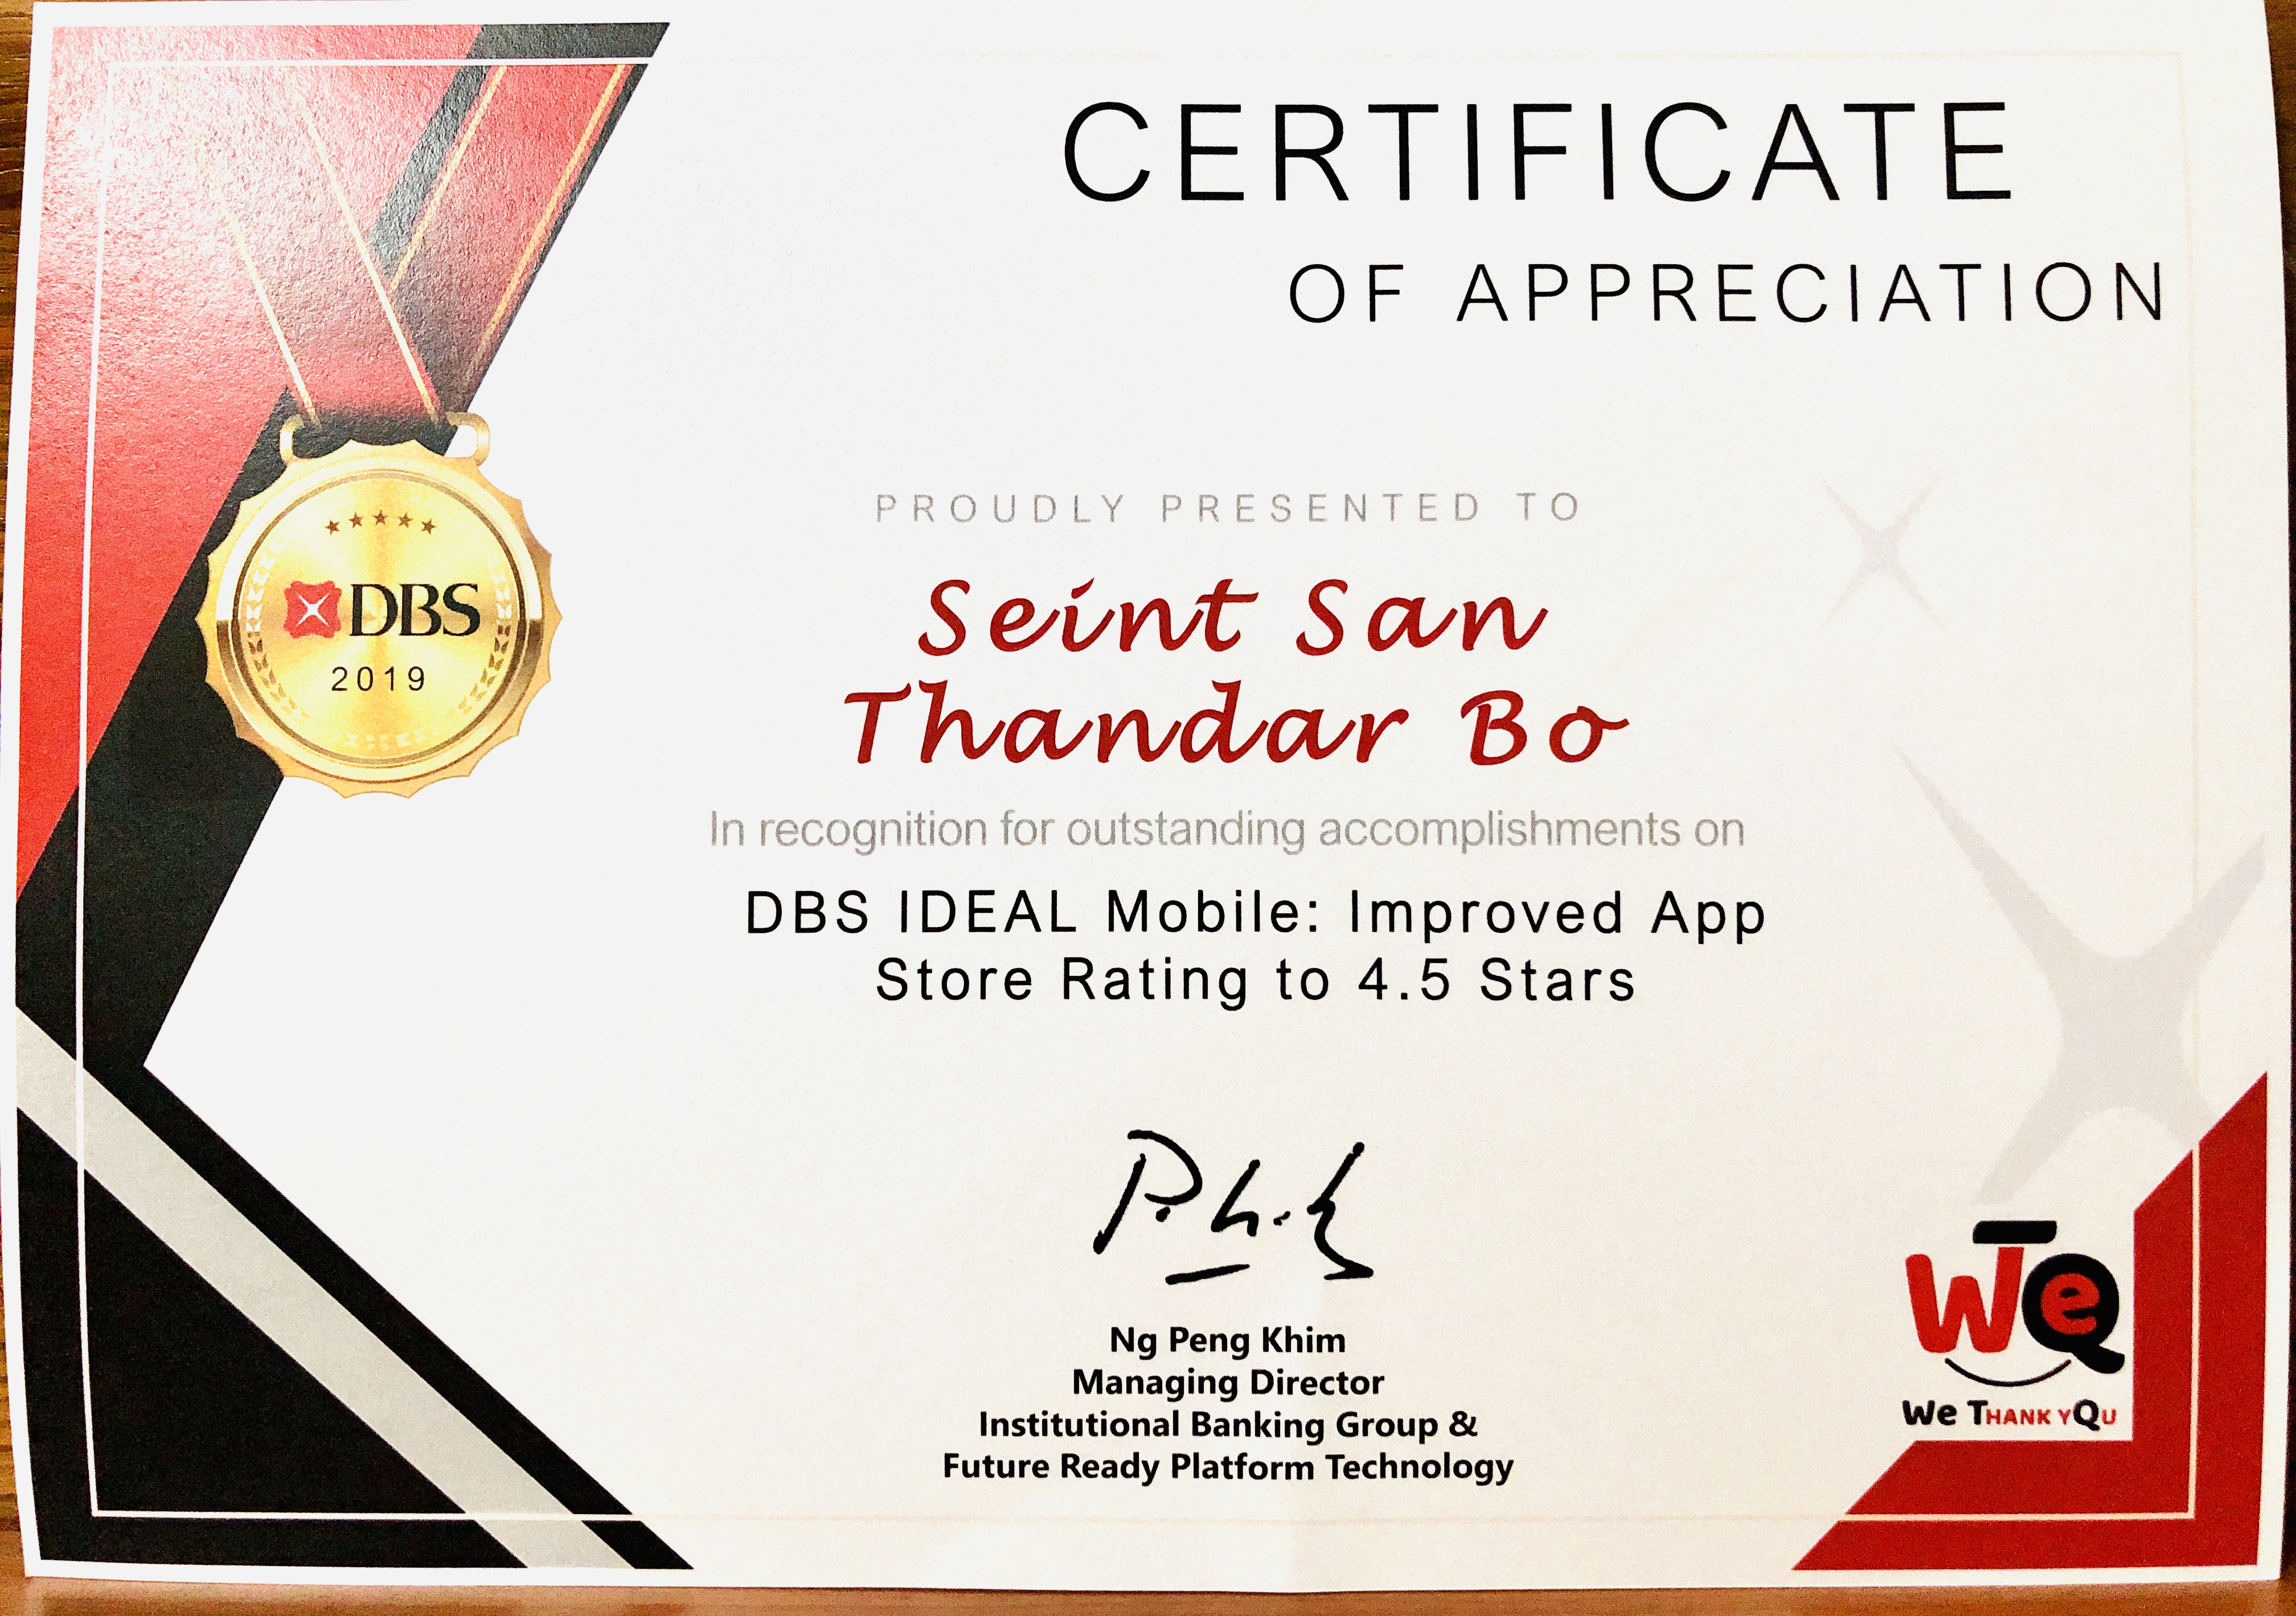 CERTIFICATE
OF APPRECIATION
PROUDLY PRESENTED TO
Seint San
Thandar Bo
In recognition for outstanding accomplishments on
DBS IDEAL Mobile: Improved App
Store Rating to 4.5 Stars
DBS
2019
Ng Peng Khim
Managing Director
Institutional Banking Group &
Future Ready Platform Technology
WTeQ
We THANK YQU